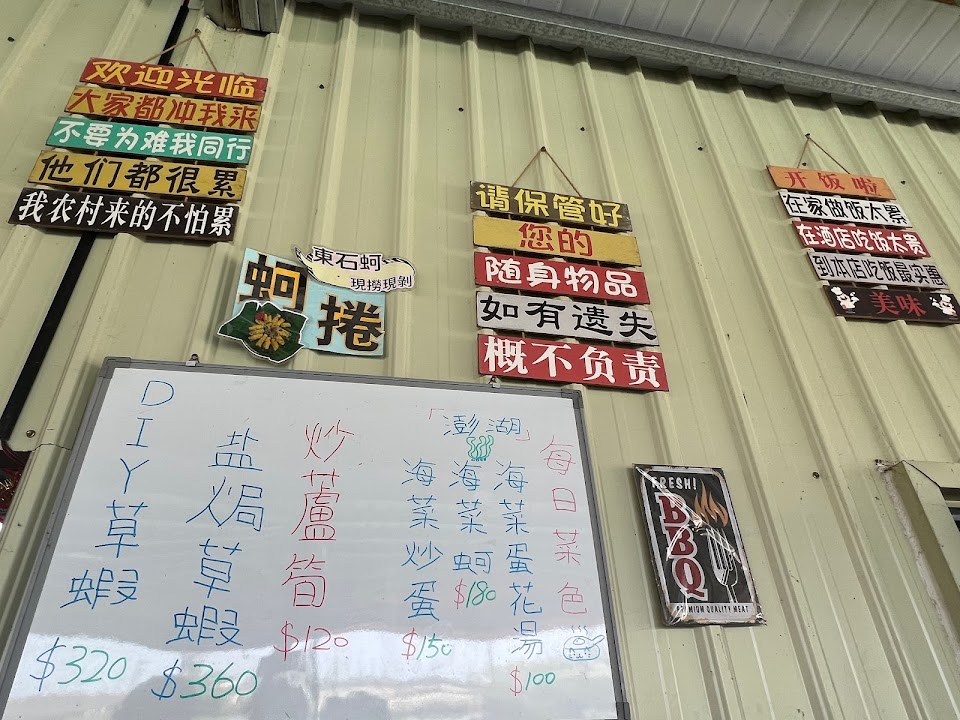 欢迎光临
大家都冲我来
不要为难我同行
他们都很累
我农村来的不怕累
请保管好
您的
随身物品
如有遗失
概不负责
开饭啦
在家做饭太累
在酒店吃饭太贵
到本店吃饭最实惠
美味
東石蚵
現撈現剝
蚵捲
每日菜色
「澎湖」
海菜蛋花湯
$100
海菜蚵
$180
海菜炒蛋
$150
炒蘆筍
$120
盐焗草蝦
$360
DIY草蝦
$320
FRESH!
BBQ
PREMIUM QUALITY MEAT